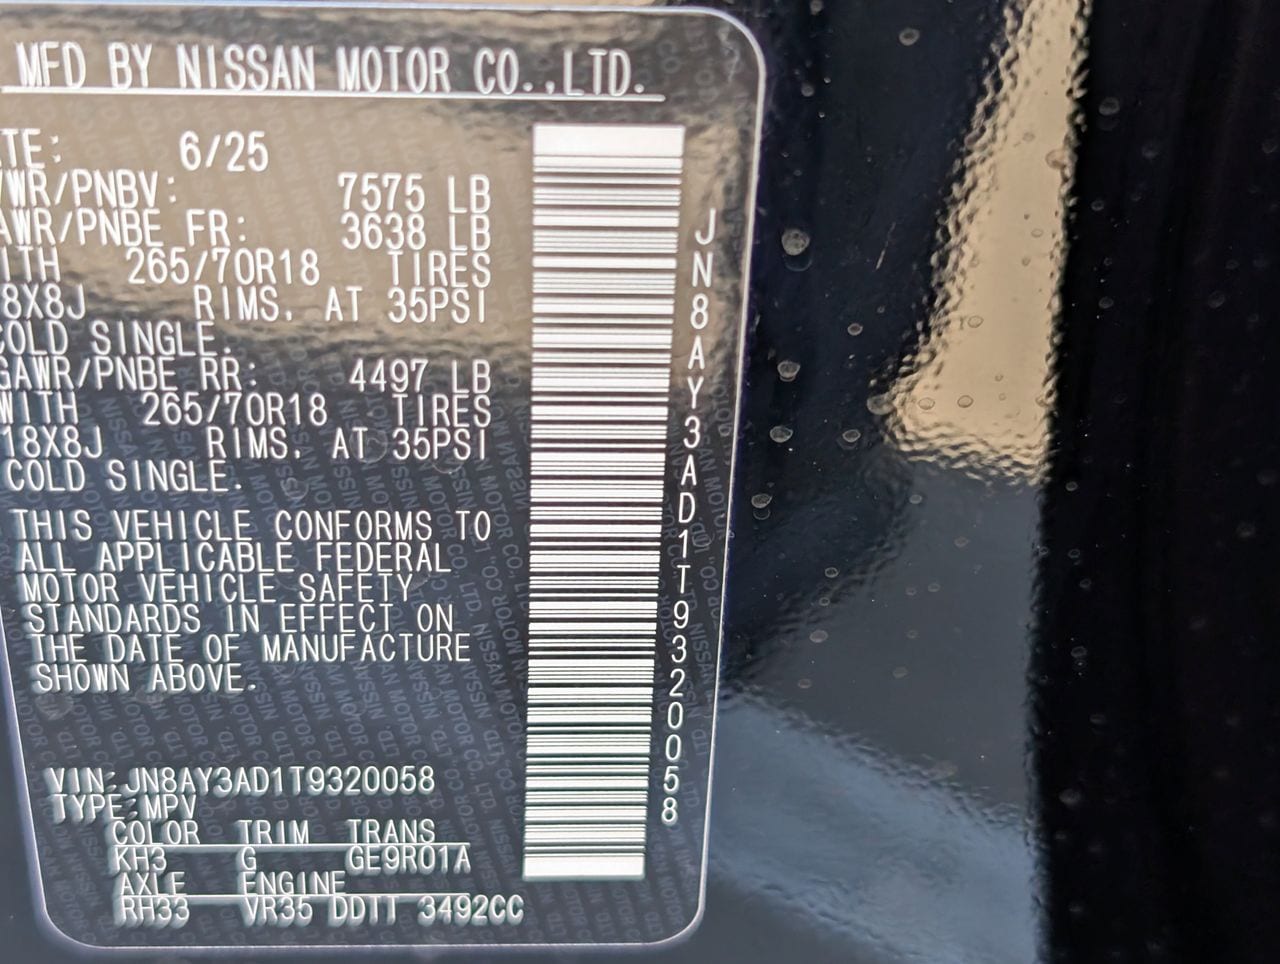 MFD BY NISSAN MOTOR CO.,LTD.
TE: 6/25
VWR/PNBV: 7575 LB
AWR/PNBE FR: 3638 LB
ITH 265/70R18 TIRES
8X8J RIMS. AT 35PSI
COLD SINGLE.
GAWR/PNBE RR: 4497 LB
WITH 265/70R18 TIRES
18X8J RIMS. AT 35PSI
COLD SINGLE.
THIS VEHICLE CONFORMS TO
ALL APPLICABLE FEDERAL
MOTOR VEHICLE SAFETY
STANDARDS IN EFFECT ON
THE DATE OF MANUFACTURE
SHOWN ABOVE.
VIN:JN8AY3AD1T9320058
TYPE:MPV
COLOR TRIM TRANS
KH3 G GE9R01A
AXLE ENGINE
RH33 VR35 DDTT 3492CC
JN8AY3AD1T9320058